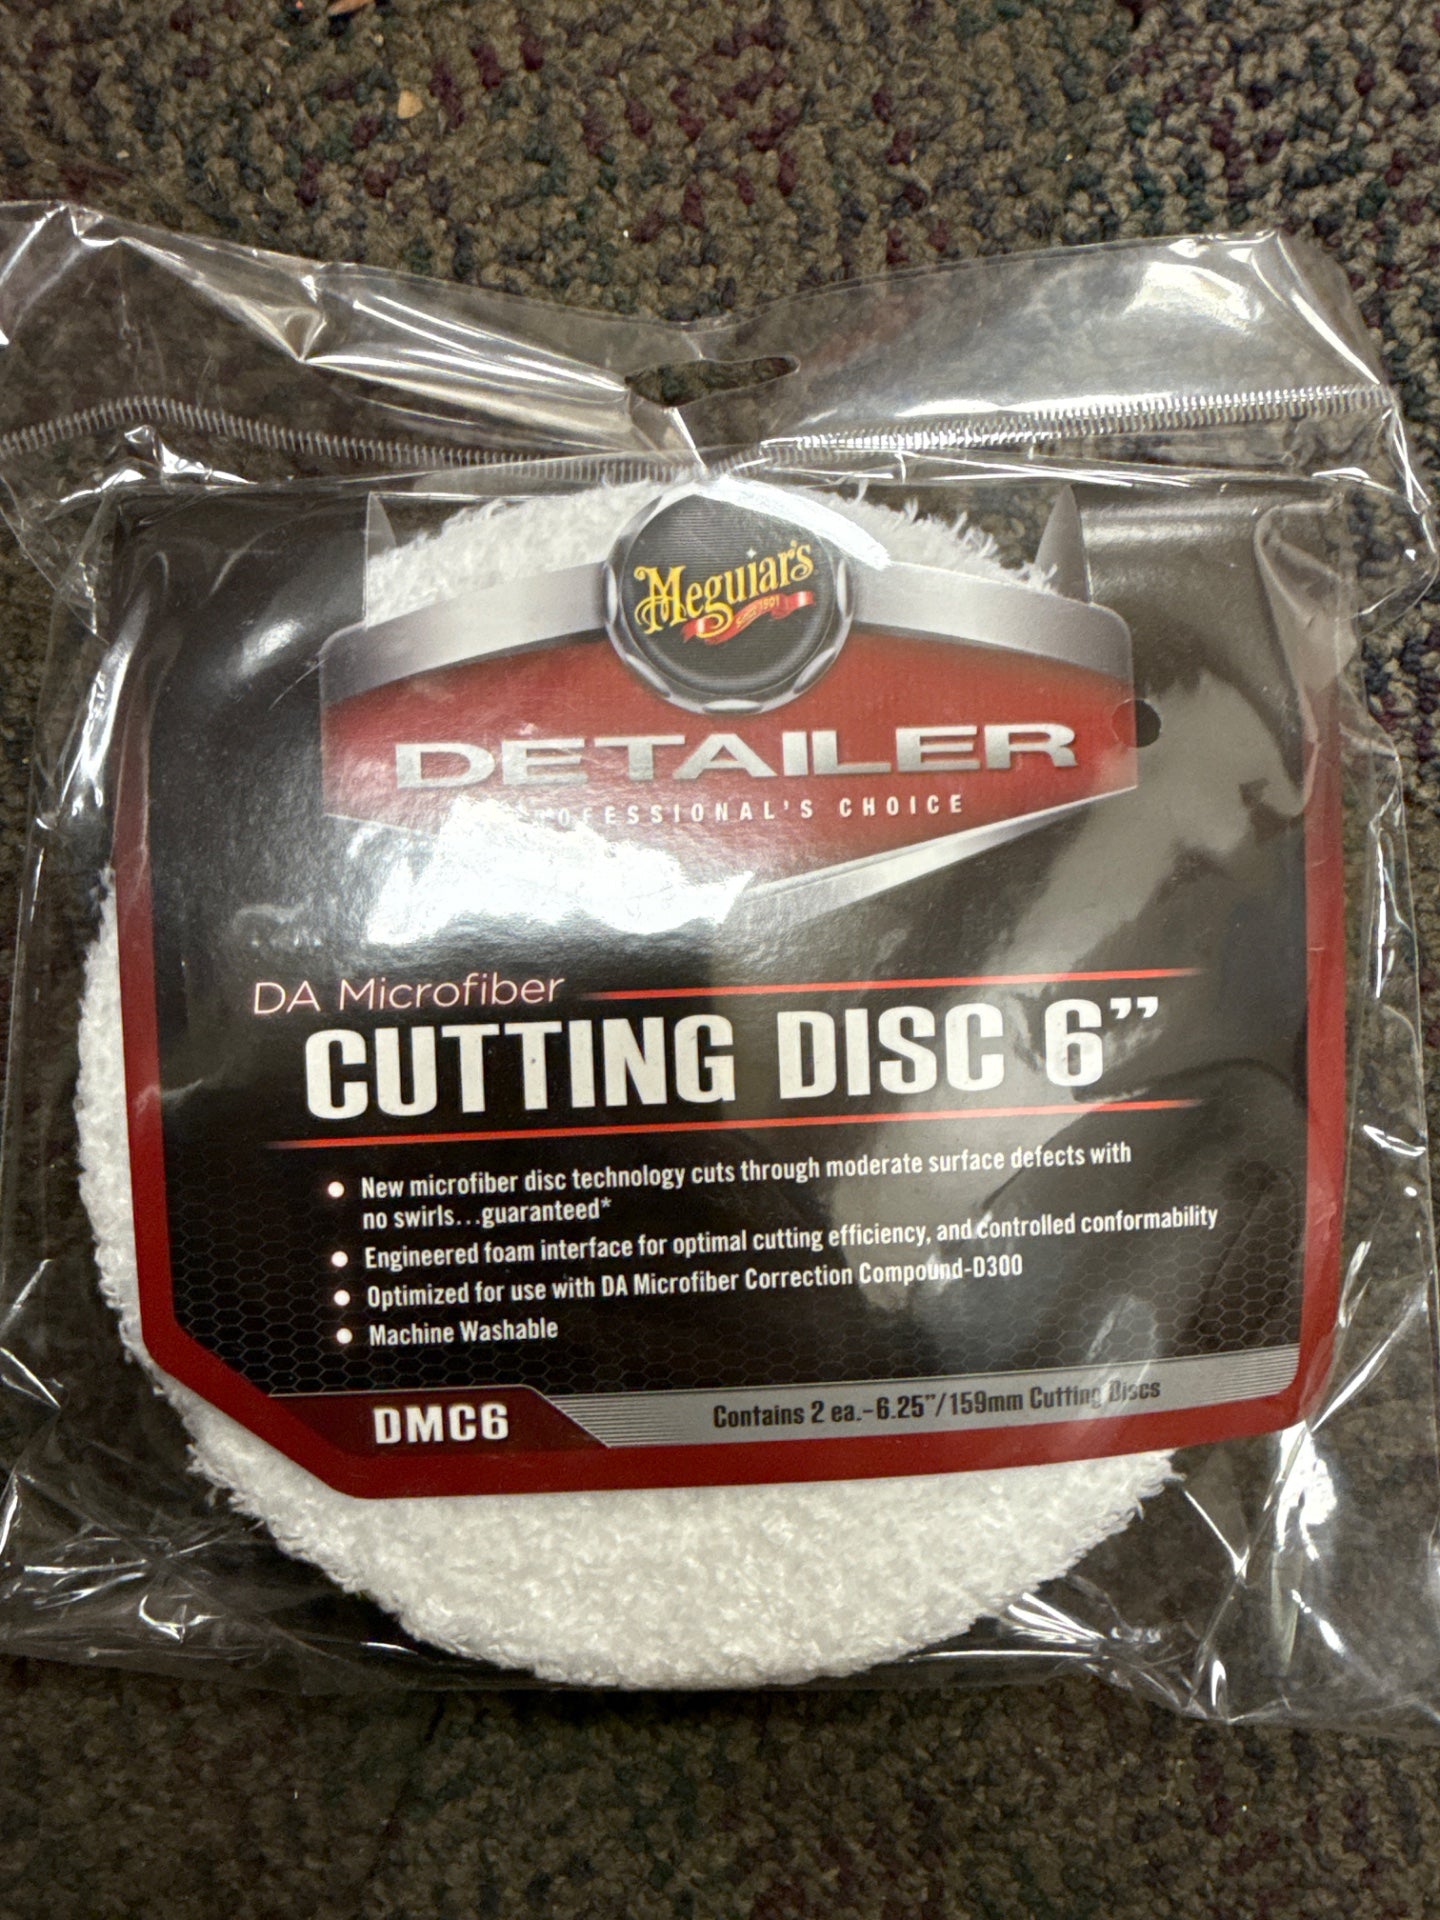 Meguiar's
SINCE 1901
DETAILER
PROFESSIONAL'S CHOICE
DA Microfiber
CUTTING DISC 6”
• New microfiber disc technology cuts through moderate surface defects with
no swirls...guaranteed*
• Engineered foam interface for optimal cutting efficiency, and controlled conformability
• Optimized for use with DA Microfiber Correction Compound-D300
• Machine Washable
DMC6
Contains 2 ea.-6.25”/159mm Cutting Discs